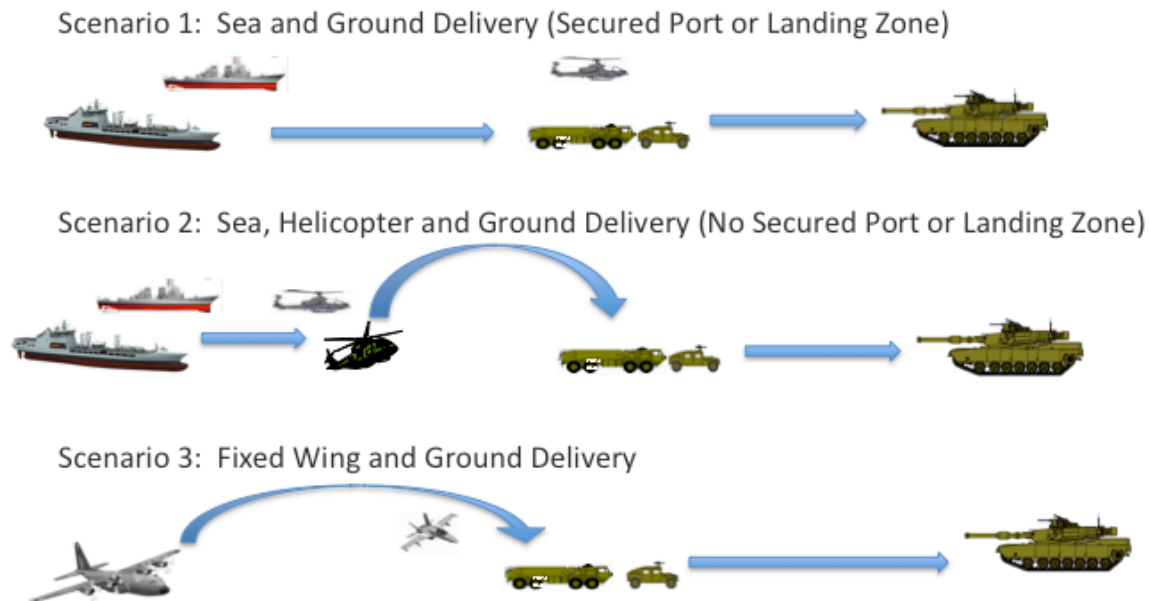 Scenario 1:  Sea and Ground Delivery (Secured Port or Landing Zone)
Scenario 2:  Sea, Helicopter and Ground Delivery (No Secured Port or Landing Zone)
Scenario 3:  Fixed Wing and Ground Delivery